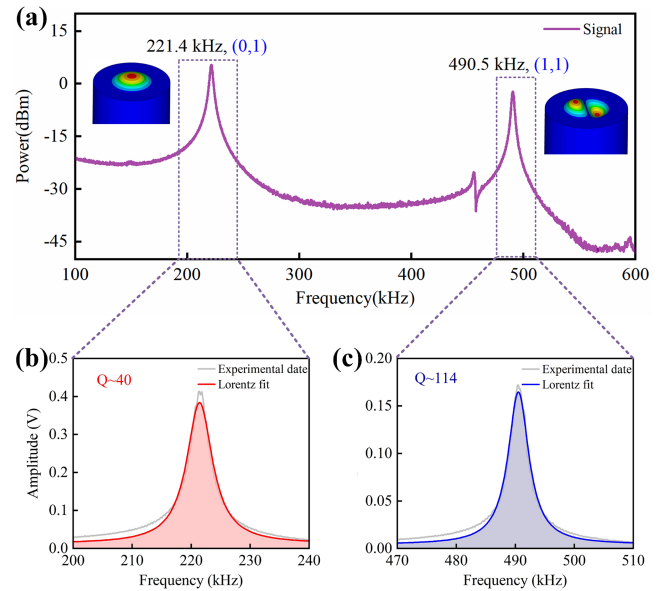 (a)
Signal
221.4 kHz, (0,1)
490.5 kHz, (1,1)
Power(dBm)
15
0
-15
-30
-45
100 200 300 400 500 600
Frequency(kHz)
(b)
Q~40
Experimental date
Lorentz fit
Amplitude (V)
0.5
0.4
0.3
0.2
0.1
0.0
200 210 220 230 240
Frequency (kHz)
(c)
Q~114
Experimental date
Lorentz fit
0.20
0.15
0.10
0.05
0.00
470 480 490 500 510
Frequency (kHz)